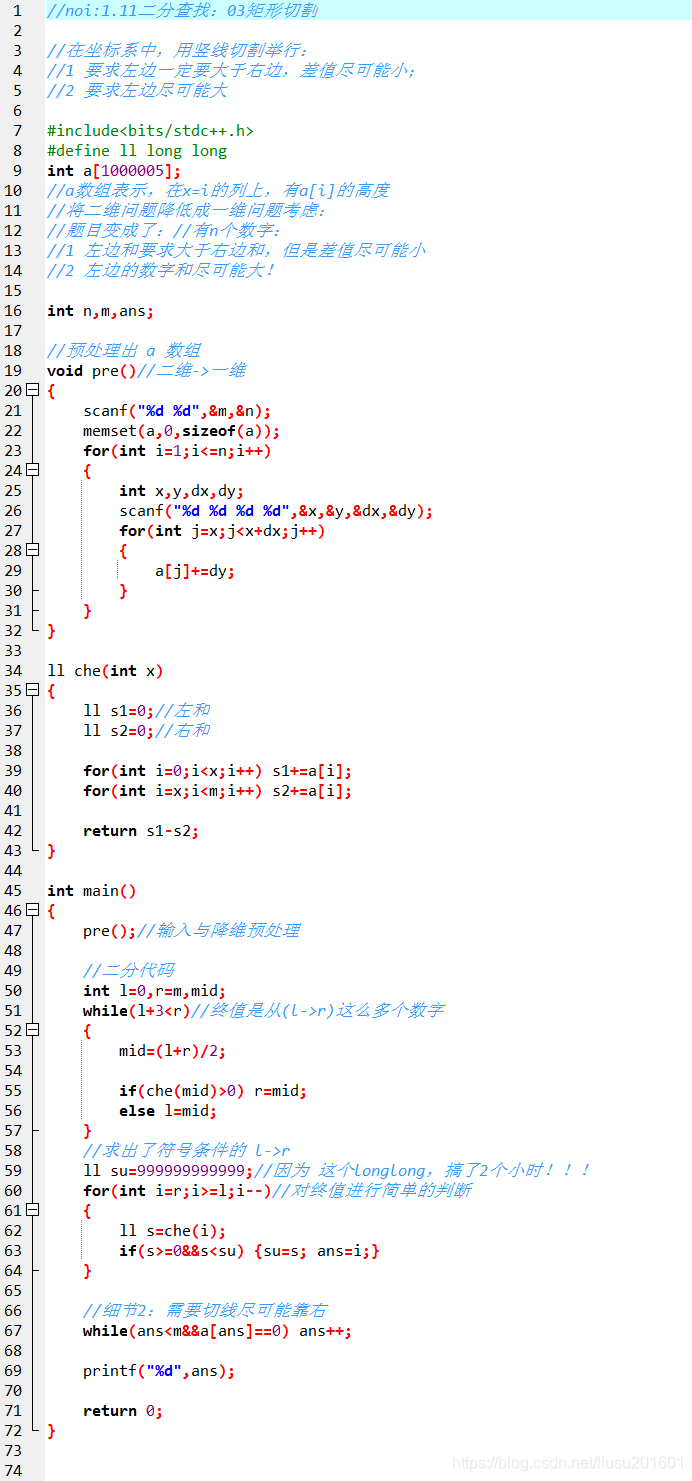 1 //noi:1.11二分查找：03矩形切割
2
3 //在坐标系中，用竖线切割举行：
4 //1 要求左边一定要大于右边，差值尽可能小；
5 //2 要求左边尽可能大
6
7 #include<bits/stdc++.h>
8 #define ll long long
9 int a[1000005];
10 //a数组表示，在x=i的列上，有a[i]的高度
11 //将二维问题降低成一维问题考虑：
12 //题目变成了：//有n个数字：
13 //1 左边和要求大于右边和，但是差值尽可能小
14 //2 左边的数字和尽可能大！
15
16 int n,m,ans;
17
18 //预处理出 a 数组
19 void pre()//二维->一维
20 {
21 scanf("%d %d",&m,&n);
22 memset(a,0,sizeof(a));
23 for(int i=1;i<=n;i++)
24 {
25 int x,y,dx,dy;
26 scanf("%d %d %d %d",&x,&y,&dx,&dy);
27 for(int j=x;j<x+dx;j++)
28 {
29 a[j]+=dy;
30 }
31 }
32 }
33
34 ll che(int x)
35 {
36 ll s1=0;//左和
37 ll s2=0;//右和
38
39 for(int i=0;i<x;i++) s1+=a[i];
40 for(int i=x;i<m;i++) s2+=a[i];
41
42 return s1-s2;
43 }
44
45 int main()
46 {
47 pre();//输入与降维预处理
48
49 //二分代码
50 int l=0,r=m,mid;
51 while(l+3<r)//终值是从(l->r)这么多个数字
52 {
53 mid=(l+r)/2;
54
55 if(che(mid)>0) r=mid;
56 else l=mid;
57 }
58 //求出了符号条件的 l->r
59 ll su=999999999999;//因为 这个longlong，搞了2个小时！！！
60 for(int i=r;i>=l;i--)//对终值进行简单的判断
61 {
62 ll s=che(i);
63 if(s>=0&&s<su) {su=s; ans=i;}
64 }
65
66 //细节2：需要切线尽可能靠右
67 while(ans<m&&a[ans]==0) ans++;
68
69 printf("%d",ans);
70
71 return 0;
72 }
73
74
https://blog.csdn.net/liusu201601